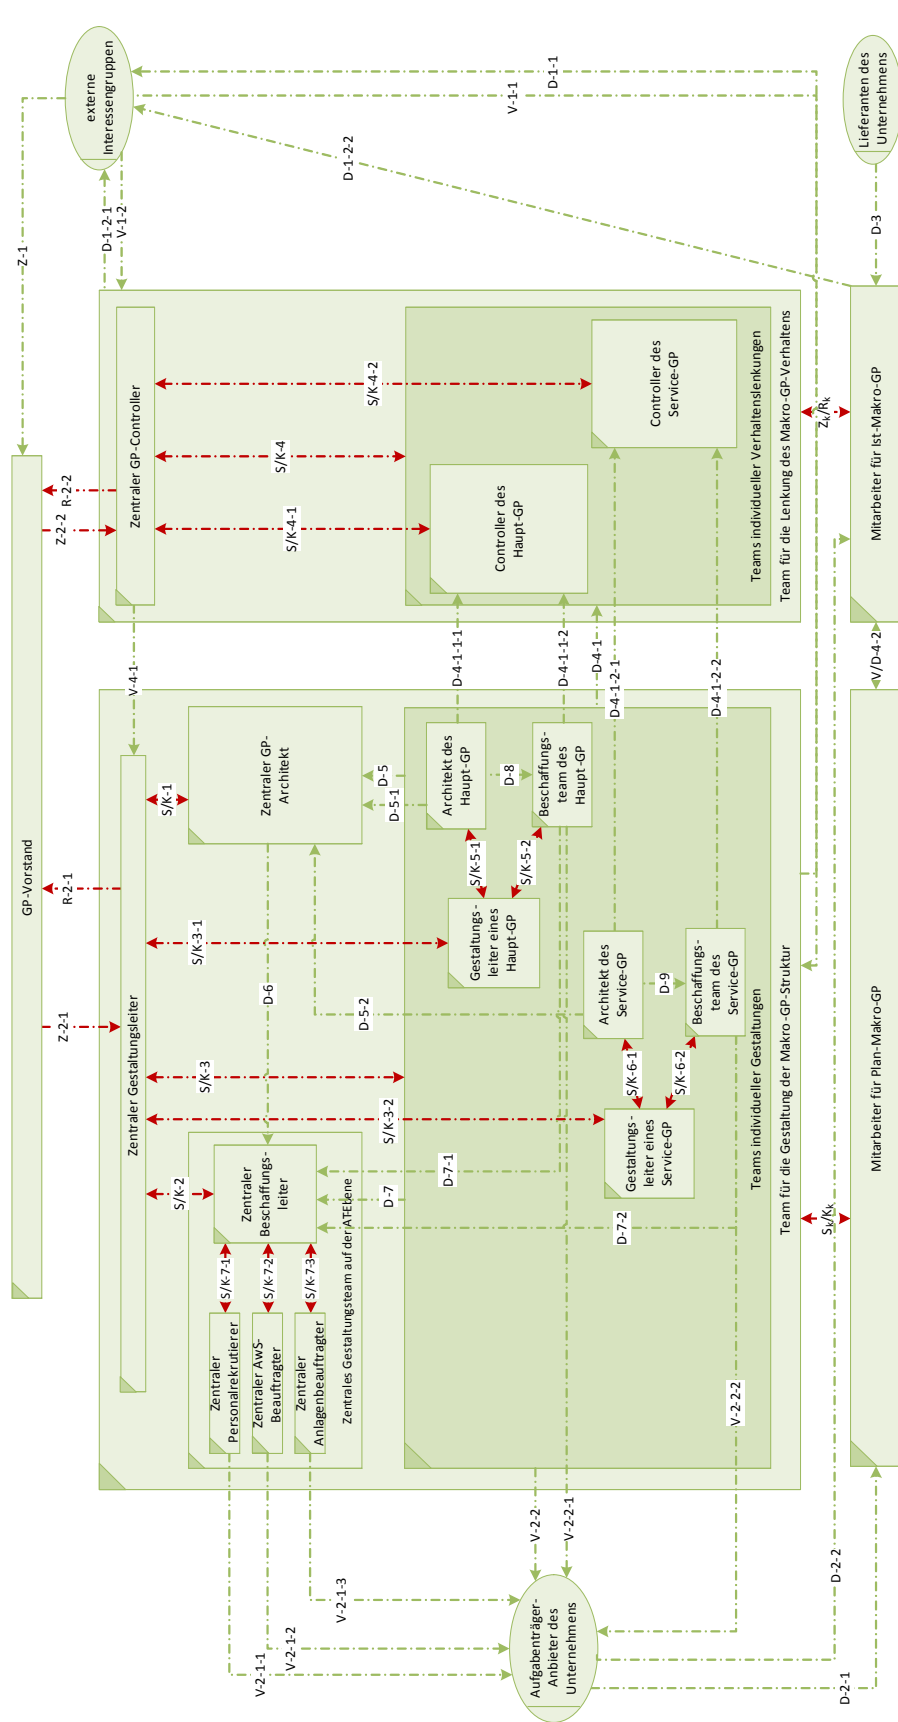 GP-Vorstand
Z-1
externe
Interessengruppen
Z-2-1
R-2-1
Z-2-2
R-2-2
D-1-2-1
V-1-2
Zentraler Gestaltungsleiter
V-4-1
Zentraler GP-Controller
S/K-2
S/K-3
S/K-3-2
S/K-3-1
S/K-1
S/K-4-1
S/K-4
S/K-4-2
Zentraler
Personalrekrutierer
Zentraler AwS-
Beauftragter
Zentraler
Anlagenbeauftragter
S/K-7-1
S/K-7-2
S/K-7-3
Zentraler
Beschaffungs-
leiter
Zentrales Gestaltungsteam auf der AT-Ebene
D-6
Zentraler GP-
Architekt
D-5
D-5-1
D-5-2
D-7
D-7-1
D-7-2
V-2-1-1
V-2-1-2
V-2-1-3
Gestaltungs-
leiter eines
Haupt-GP
S/K-5-1
S/K-5-2
Architekt des
Haupt-GP
D-8
Beschaffungs-
team des
Haupt-GP
D-4-1-1-1
D-4-1-1-2
D-4-1
D-4-1-2-1
D-4-1-2-2
Controller des
Haupt-GP
Controller des
Service-GP
Gestaltungs-
leiter eines
Service-GP
S/K-6-1
S/K-6-2
Architekt des
Service-GP
D-9
Beschaffungs-
team des
Service-GP
Aufgabenträger-
Anbieter des
Unternehmens
V-2-2
V-2-2-1
V-2-2-2
Teams individueller Gestaltungen
Team für die Gestaltung der Makro-GP-Struktur
Teams individueller Verhaltenslenkungen
Team für die Lenkung des Makro-GP-Verhaltens
D-1-2-2
V-1-1
D-1-1
Sk/Kk
Zk/Rk
D-2-1
D-2-2
Mitarbeiter für Plan-Makro-GP
V/D-4-2
Mitarbeiter für Ist-Makro-GP
D-3
Lieferanten des
Unternehmens